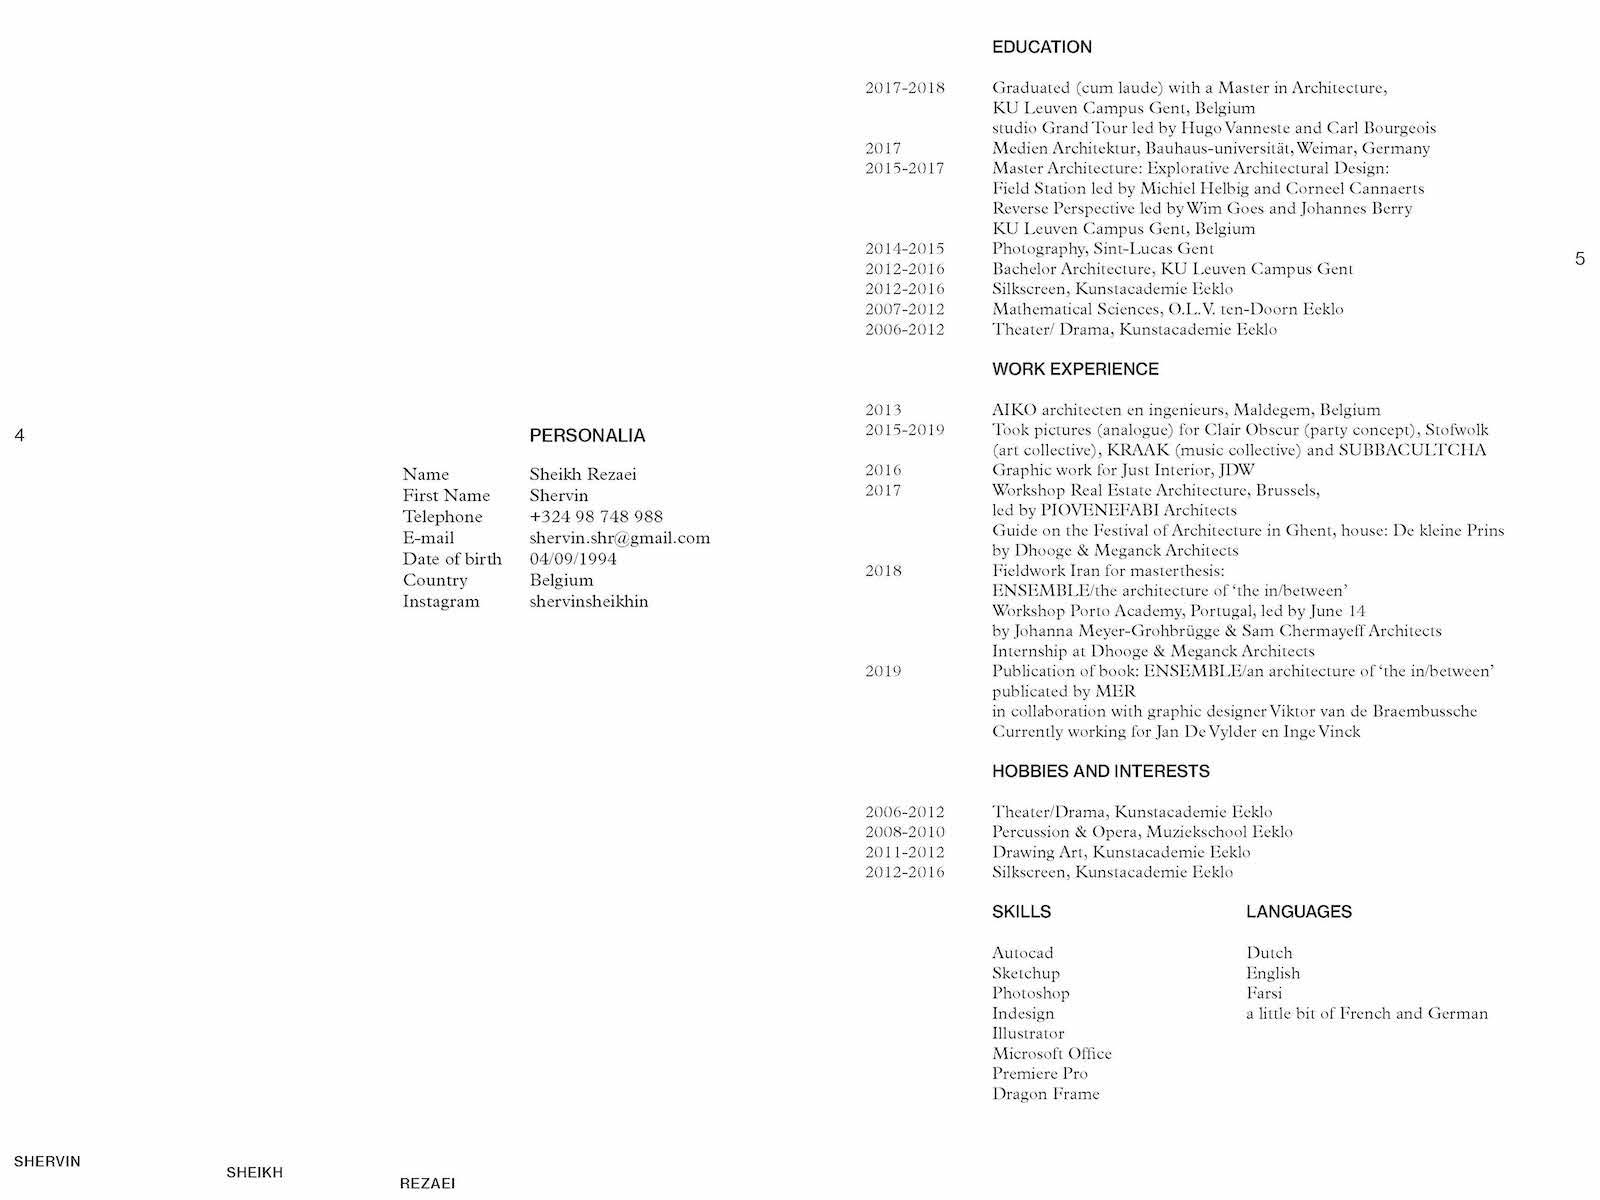 4
PERSONALIA
Name Sheikh Rezaei
First Name Shervin
Telephone +324 98 748 988
E-mail shervin.shr@gmail.com
Date of birth 04/09/1994
Country Belgium
Instagram shervinsheikhin
EDUCATION
2017-2018 Graduated (cum laude) with a Master in Architecture,
KU Leuven Campus Gent, Belgium
studio Grand Tour led by Hugo Vanneste and Carl Bourgeois
2017 Medien Architektur, Bauhaus-universität, Weimar, Germany
2015-2017 Master Architecture: Explorative Architectural Design:
Field Station led by Michiel Helbig and Corneel Cannaerts
Reverse Perspective led by Wim Goes and Johannes Berry
KU Leuven Campus Gent, Belgium
2014-2015 Photography, Sint-Lucas Gent
2012-2016 Bachelor Architecture, KU Leuven Campus Gent
2012-2016 Silkscreen, Kunstacademie Eeklo
2007-2012 Mathematical Sciences, O.L.V. ten-Doorn Eeklo
2006-2012 Theater/ Drama, Kunstacademie Eeklo
5
WORK EXPERIENCE
2013 AIKO architecten en ingenieurs, Maldegem, Belgium
2015-2019 Took pictures (analogue) for Clair Obscur (party concept), Stofwolk
(art collective), KRAAK (music collective) and SUBBACULTCHA
2016 Graphic work for Just Interior, JDW
2017 Workshop Real Estate Architecture, Brussels,
led by PIOVENEFABI Architects
Guide on the Festival of Architecture in Ghent, house: De kleine Prins
by Dhooge & Meganck Architects
2018 Fieldwork Iran for masterthesis:
ENSEMBLE/the architecture of ‘the in/between’
Workshop Porto Academy, Portugal, led by June 14
by Johanna Meyer-Grohbrügge & Sam Chermayeff Architects
Internship at Dhooge & Meganck Architects
2019 Publication of book: ENSEMBLE/an architecture of ‘the in/between’
publicated by MER
in collaboration with graphic designer Viktor van de Braembussche
Currently working for Jan De Vylder en Inge Vinck
HOBBIES AND INTERESTS
2006-2012 Theater/Drama, Kunstacademie Eeklo
2008-2010 Percussion & Opera, Muziekschool Eeklo
2011-2012 Drawing Art, Kunstacademie Eeklo
2012-2016 Silkscreen, Kunstacademie Eeklo
SKILLS
Autocad
Sketchup
Photoshop
Indesign
Illustrator
Microsoft Office
Premiere Pro
Dragon Frame
LANGUAGES
Dutch
English
Farsi
a little bit of French and German
SHERVIN
SHEIKH
REZAEI